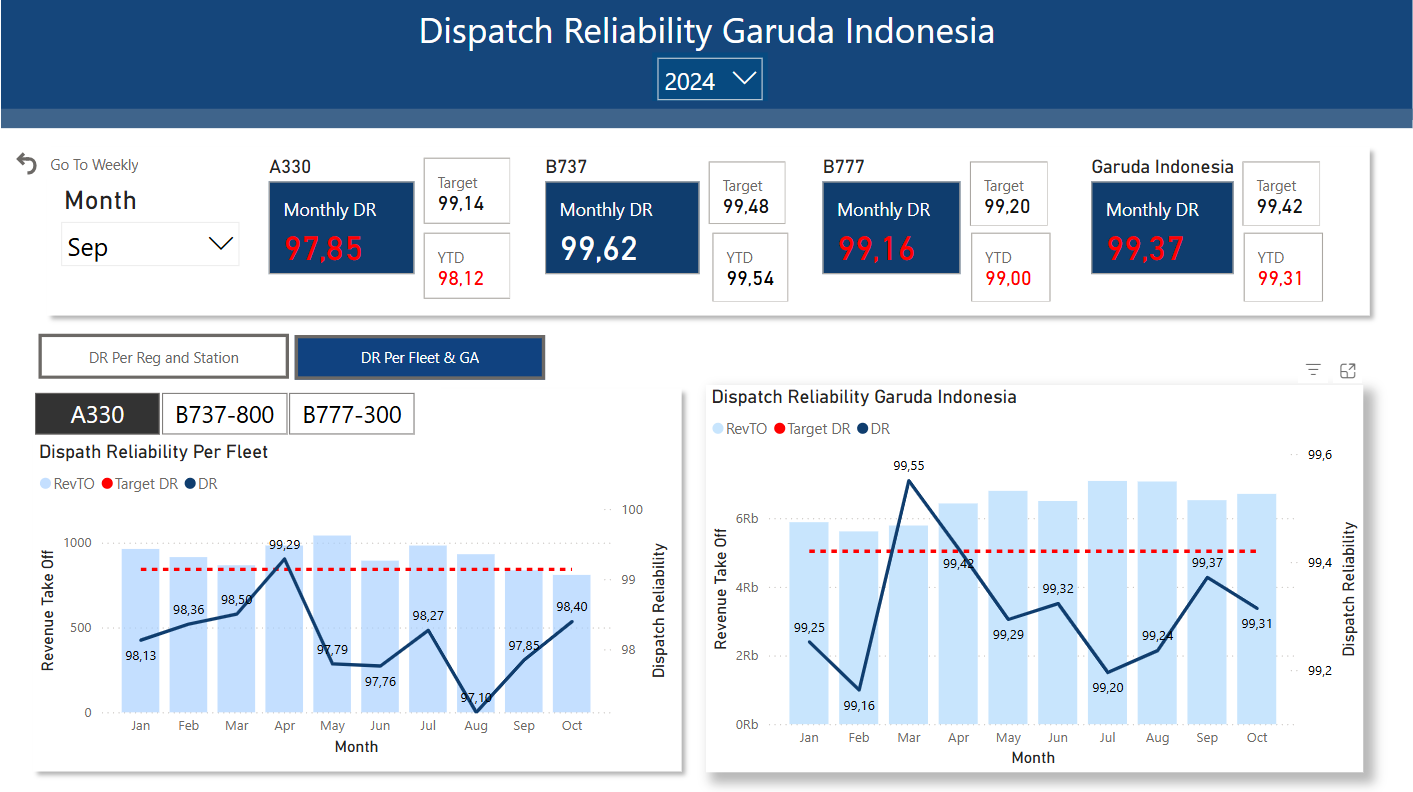 Dispatch Reliability Garuda Indonesia
2024
Go To Weekly
Month
Sep
A330
Monthly DR
97,85
Target
99,14
YTD
98,12
B737
Monthly DR
99,62
Target
99,48
YTD
99,54
B777
Monthly DR
99,16
Target
99,20
YTD
99,00
Garuda Indonesia
Monthly DR
99,37
Target
99,42
YTD
99,31
DR Per Reg and Station
DR Per Fleet & GA
A330
B737-800
B777-300
Dispath Reliability Per Fleet
RevTO Target DR DR
Revenue Take Off
1000
500
0
98,13
98,36
98,50
99,29
97,79
97,76
98,27
97,10
97,85
98,40
100
99
98
Dispatch Reliability
Jan Feb Mar Apr May Jun Jul Aug Sep Oct
Month
Dispatch Reliability Garuda Indonesia
RevTO Target DR DR
Revenue Take Off
6Rb
4Rb
2Rb
0Rb
99,25
99,16
99,55
99,42
99,29
99,32
99,20
99,24
99,37
99,31
99,6
99,4
99,2
Dispatch Reliability
Jan Feb Mar Apr May Jun Jul Aug Sep Oct
Month